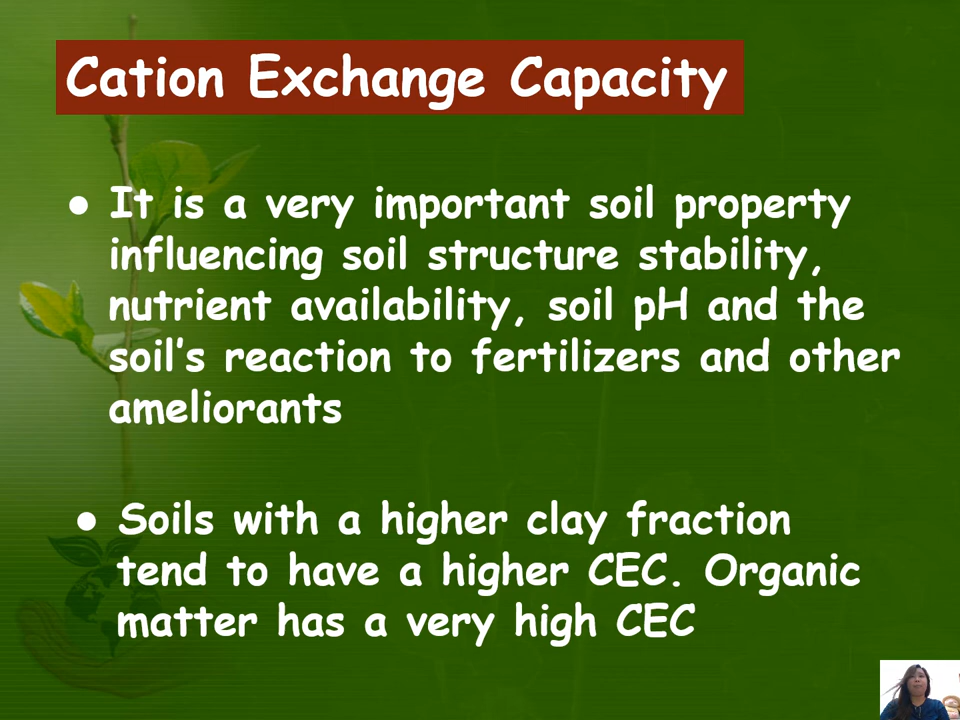 Cation Exchange Capacity
● It is a very important soil property
influencing soil structure stability,
nutrient availability, soil pH and the
soil's reaction to fertilizers and other
ameliorants
● Soils with a higher clay fraction
tend to have a higher CEC. Organic
matter has a very high CEC